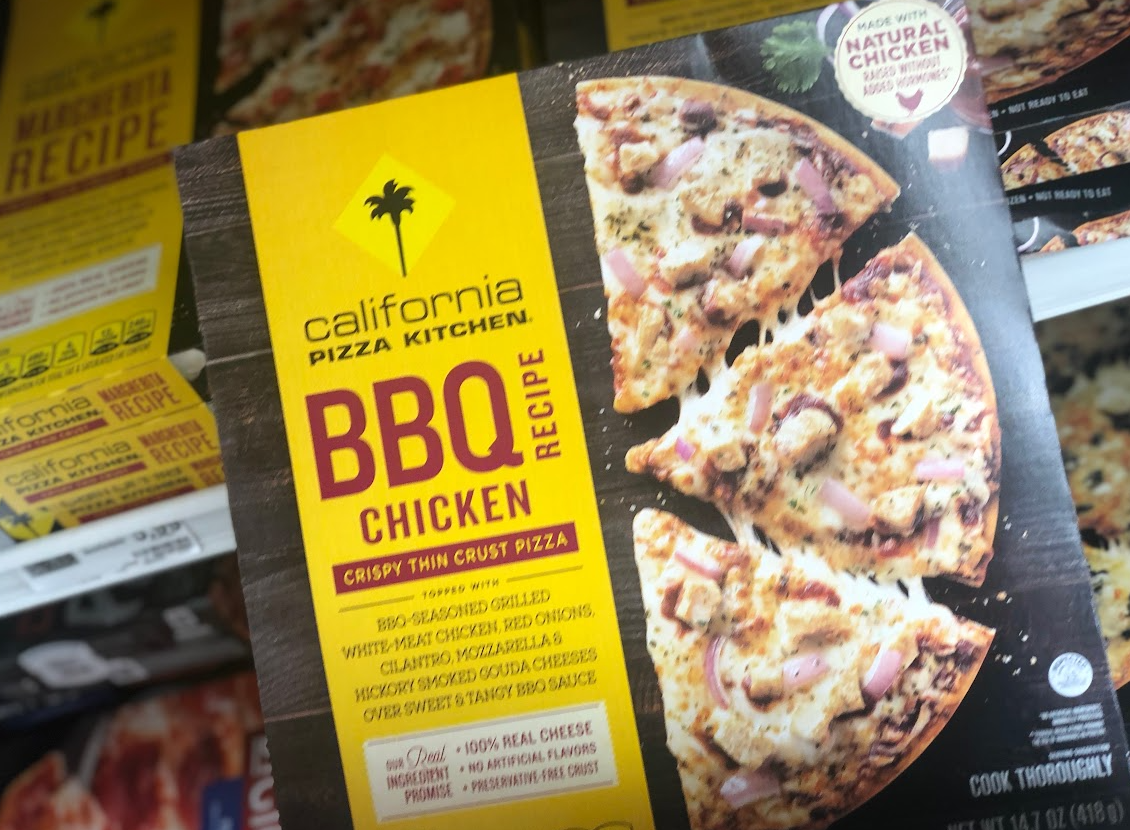 MARGHERITA
RECIPE
MADE WITH
NATURAL
CHICKEN
RAISED WITHOUT
ADDED HORMONES*
california
PIZZA KITCHEN
BBQ
RECIPE
CHICKEN
CRISPY THIN CRUST PIZZA
TOPPED WITH
BBQ-SEASONED GRILLED
WHITE-MEAT CHICKEN, RED ONIONS,
CILANTRO, MOZZARELLA &
HICKORY SMOKED GOUDA CHEESES
OVER SWEET & TANGY BBQ SAUCE
OUR Real
INGREDIENT
PROMISE
• 100% REAL CHEESE
• NO ARTIFICIAL FLAVORS
• PRESERVATIVE-FREE CRUST
COOK THOROUGHLY
NET WT 14.7 OZ (418 g)
• NOT READY TO EAT
ZEN • NOT READY TO EAT
california
PIZZA KITCHEN
MARGHERITA
RECIPE
california
PIZZA KITCHEN
MARGHERITA
RECIPE